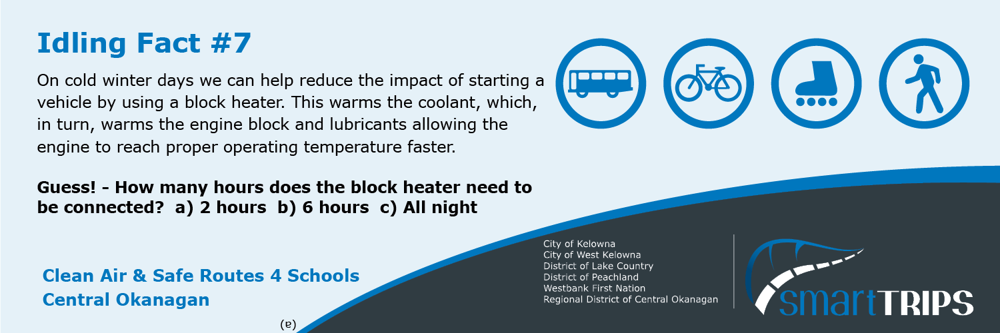 Idling Fact #7
On cold winter days we can help reduce the impact of starting a
vehicle by using a block heater. This warms the coolant, which,
in turn, warms the engine block and lubricants allowing the
engine to reach proper operating temperature faster.
Guess! - How many hours does the block heater need to
be connected?  a) 2 hours  b) 6 hours  c) All night
Clean Air & Safe Routes 4 Schools
Central Okanagan
(a)
City of Kelowna
City of West Kelowna
District of Lake Country
District of Peachland
Westbank First Nation
Regional District of Central Okanagan
smartTRIPS